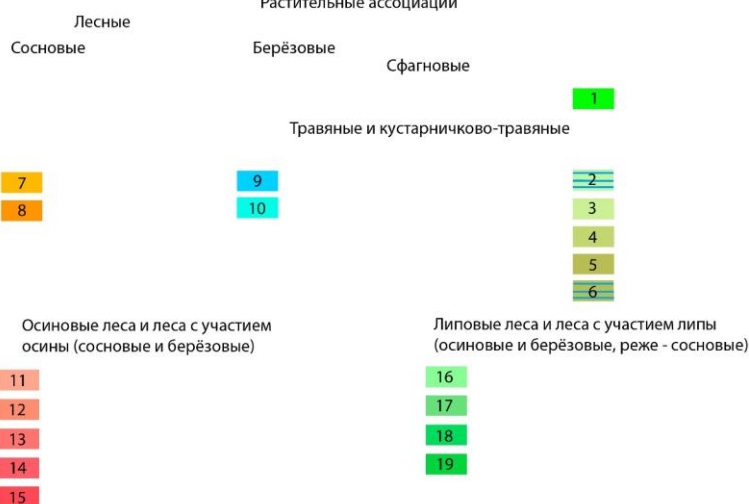 Растительные ассоциации
Лесные
Сосновые
Берёзовые
Сфагновые
1
Травяные и кустарничково-травяные
7
9
2
8
10
3
4
5
6
Осиновые леса и леса с участием
осины (сосновые и берёзовые)
Липовые леса и леса с участием липы
(осиновые и берёзовые, реже - сосновые)
11
16
12
17
13
18
14
19
15